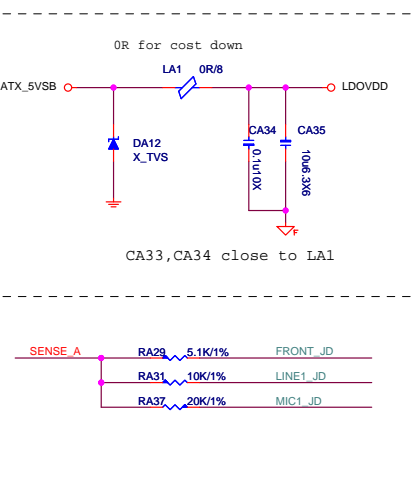 0R for cost down
LA1 0R/8
ATX_5VSB
LDOVDD
CA34 CA35
DA12
X_TVS
0.1u10X
10u6.3X6
F
CA33,CA34 close to LA1
SENSE_A
RA29 5.1K/1% FRONT_JD
RA31 10K/1% LINE1_JD
RA37 20K/1% MIC1_JD